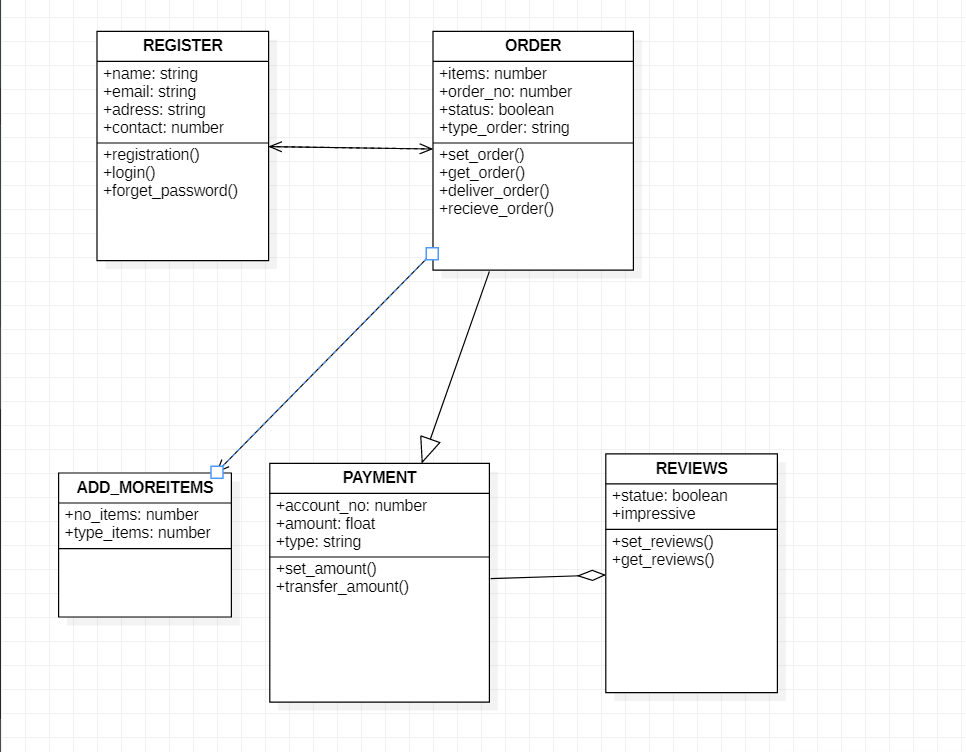 REGISTER
+name: string
+email: string
+adress: string
+contact: number
+registration()
+login()
+forget_password()
ORDER
+items: number
+order_no: number
+status: boolean
+type_order: string
+set_order()
+get_order()
+deliver_order()
+recieve_order()
ADD_MOREITEMS
+no_items: number
+type_items: number
PAYMENT
+account_no: number
+amount: float
+type: string
+set_amount()
+transfer_amount()
REVIEWS
+statue: boolean
+impressive
+set_reviews()
+get_reviews()